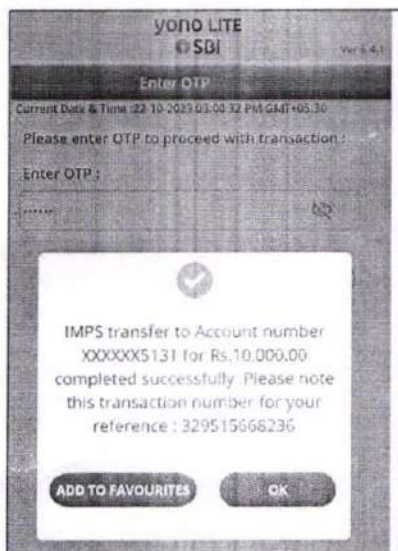 yono LITE
SBI
Ver 6.4.1
Enter OTP
Current Date & Time :22-10-2023 03:00:32 PM GMT+05:30
Please enter OTP to proceed with transaction :
Enter OTP :
......
IMPS transfer to Account number
XXXXXX5131 for Rs.10,000.00
completed successfully. Please note
this transaction number for your
reference : 329515668236
ADD TO FAVOURITES
OK